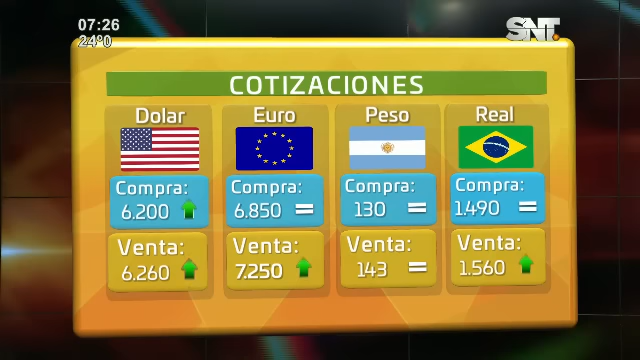 07:26
24°0
SNT.
COTIZACIONES
Dolar
Euro
Peso
Real
Compra:
6.200
Compra:
6.850
Compra:
130
Compra:
1.490
Venta:
6.260
Venta:
7.250
Venta:
143
Venta:
1.560